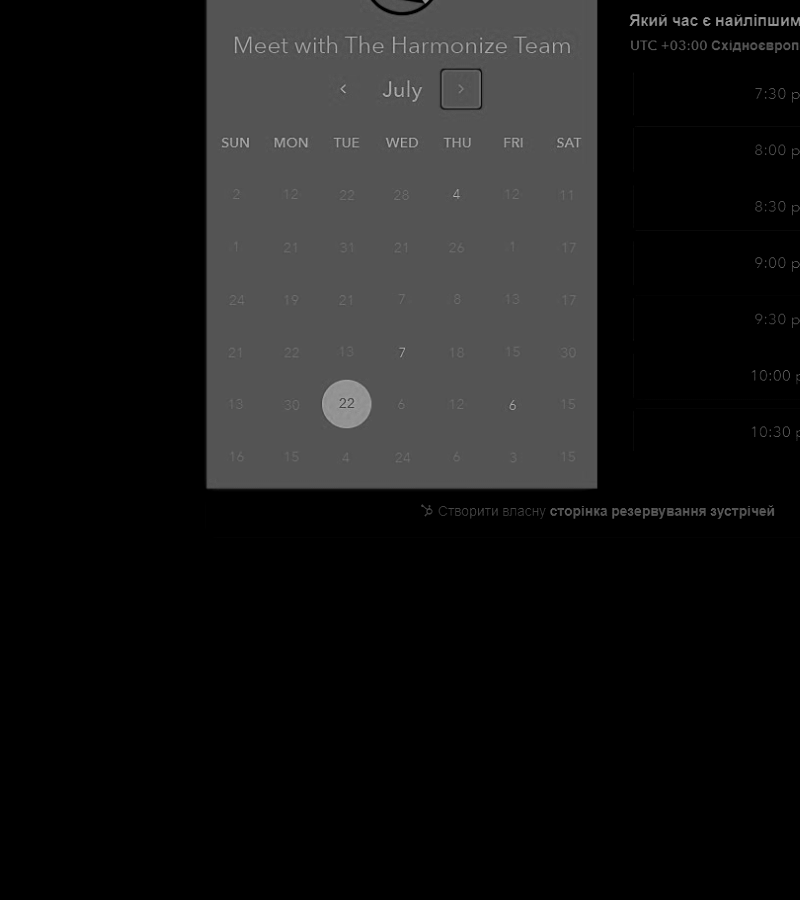 Meet with The Harmonize Team
July
SUN MON TUE WED THU FRI SAT
2 12 22 28 4 12 11
1 21 31 21 26 1 17
24 19 21 7 8 13 17
21 22 13 7 18 15 30
13 30 22 6 12 6 15
16 15 4 24 6 3 15
Який час є найліпшим
UTC +03:00 Східноєвроп
7:30 p
8:00 p
8:30 p
9:00 p
9:30 p
10:00 p
10:30 p
Створити власну сторінка резервування зустрічей